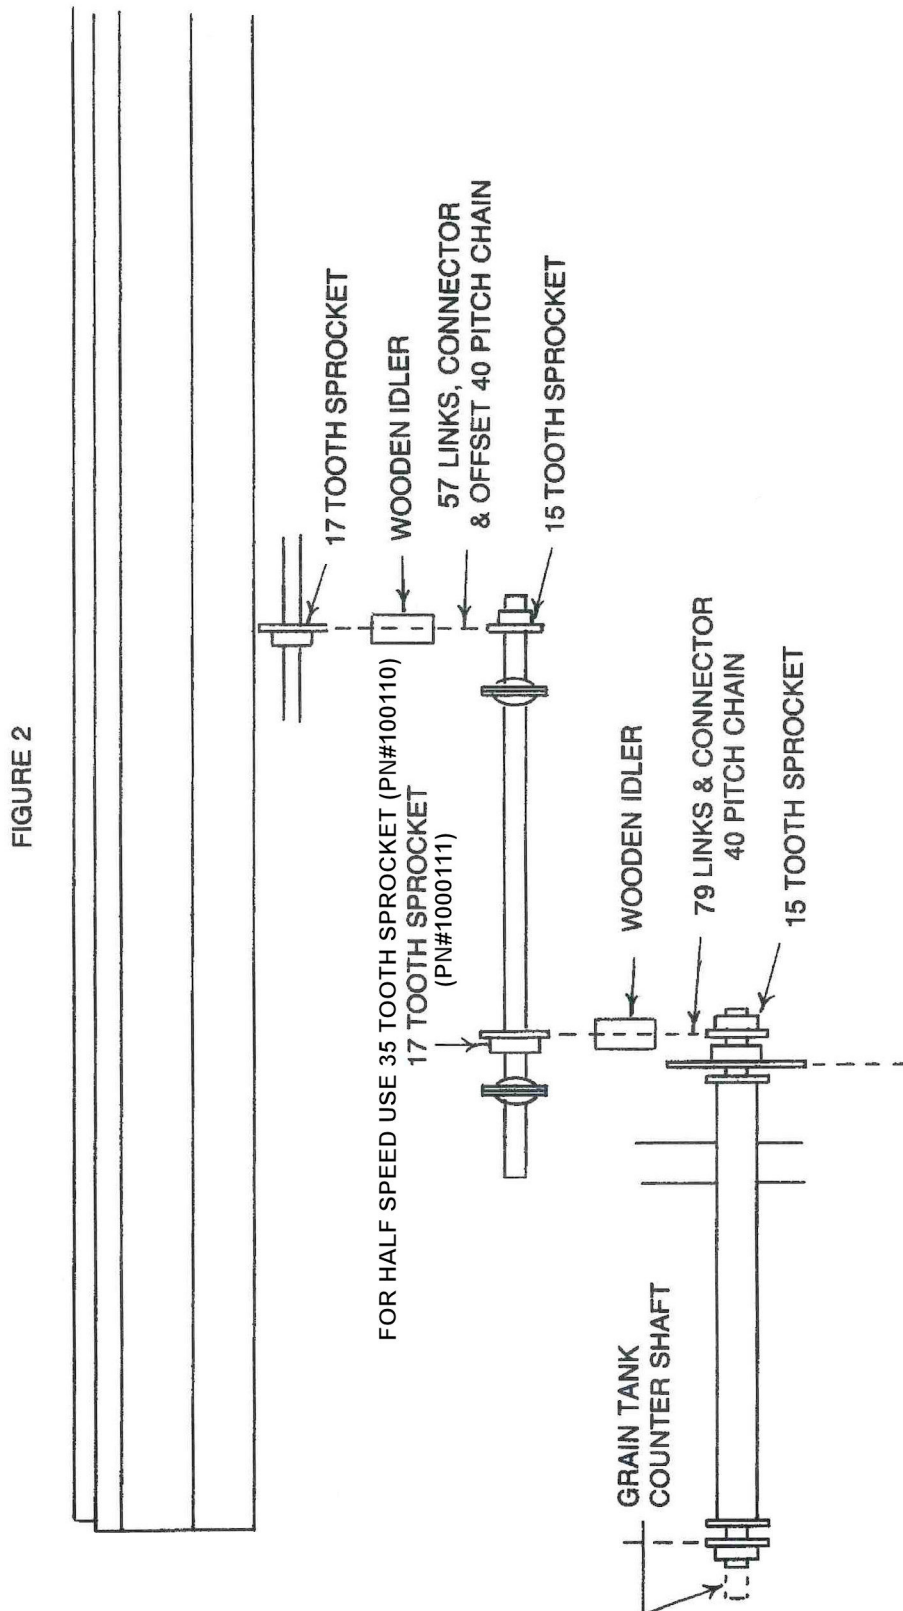 FIGURE 2
17 TOOTH SPROCKET
WOODEN IDLER
57 LINKS, CONNECTOR
& OFFSET 40 PITCH CHAIN
15 TOOTH SPROCKET
FOR HALF SPEED USE 35 TOOTH SPROCKET (PN#100110)
17 TOOTH SPROCKET
(PN#1000111)
WOODEN IDLER
79 LINKS & CONNECTOR
40 PITCH CHAIN
15 TOOTH SPROCKET
GRAIN TANK
COUNTER SHAFT